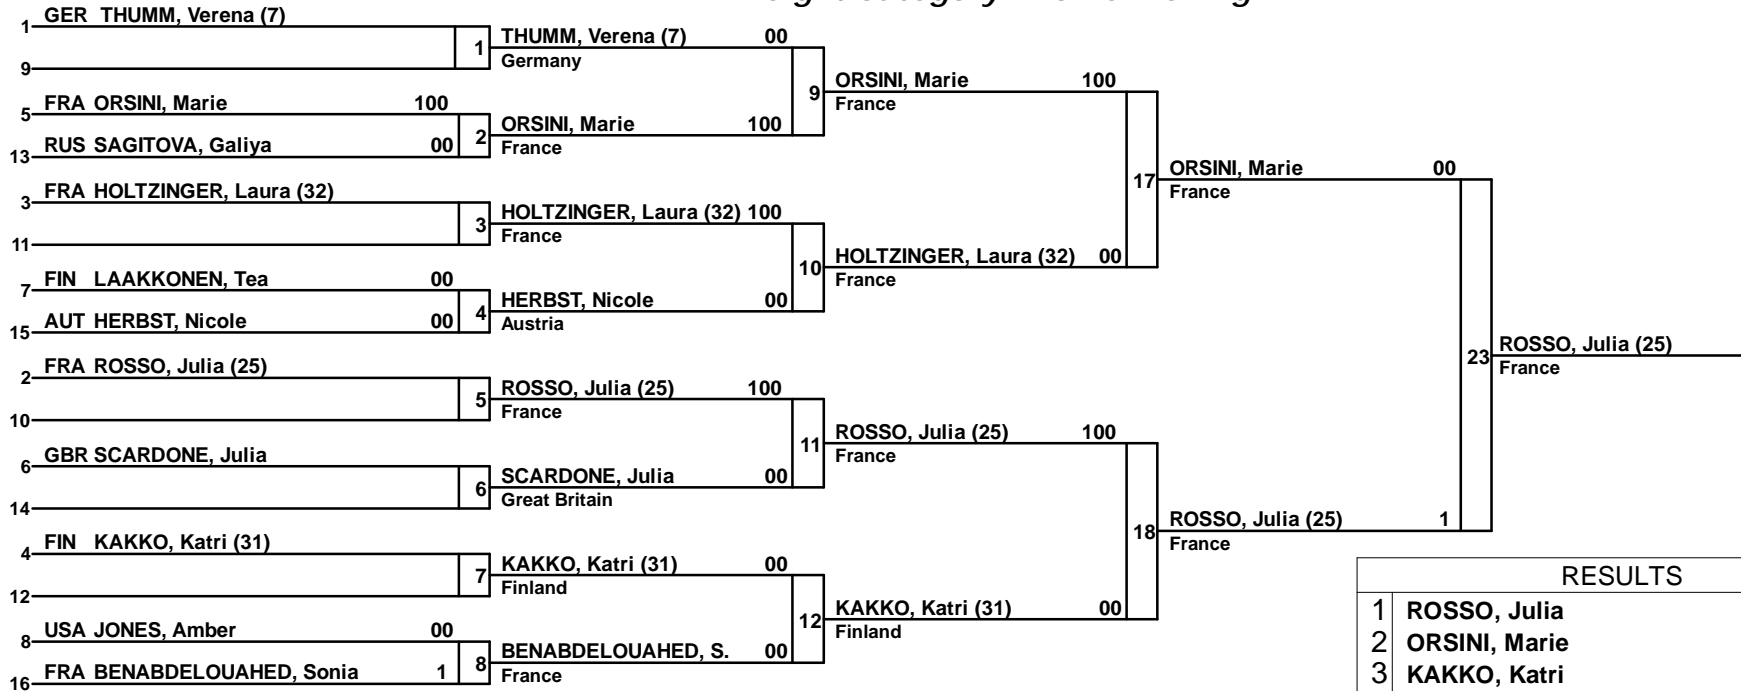 GER THUMM, Verena (7)
1
9
1 THUMM, Verena (7) 00
Germany
5 FRA ORSINI, Marie 100
13 RUS SAGITOVA, Galiya 00
2 ORSINI, Marie 100
France
9 ORSINI, Marie 100
France
3 FRA HOLTZINGER, Laura (32)
11
3 HOLTZINGER, Laura (32) 100
France
7 FIN LAAKKONEN, Tea 00
15 AUT HERBST, Nicole 00
4 HERBST, Nicole 00
Austria
10 HOLTZINGER, Laura (32) 00
France
17 ORSINI, Marie 00
France
2 FRA ROSSO, Julia (25)
10
5 ROSSO, Julia (25) 100
France
6 GBR SCARDONE, Julia
14
6 SCARDONE, Julia 00
Great Britain
11 ROSSO, Julia (25) 100
France
4 FIN KAKKO, Katri (31)
12
7 KAKKO, Katri (31) 00
Finland
8 USA JONES, Amber 00
16 FRA BENABDELOUAHED, Sonia 1
8 BENABDELOUAHED, S. 00
France
12 KAKKO, Katri (31) 00
Finland
18 ROSSO, Julia (25) 1
France
23 ROSSO, Julia (25)
France
RESULTS
1 ROSSO, Julia
2 ORSINI, Marie
3 KAKKO, Katri